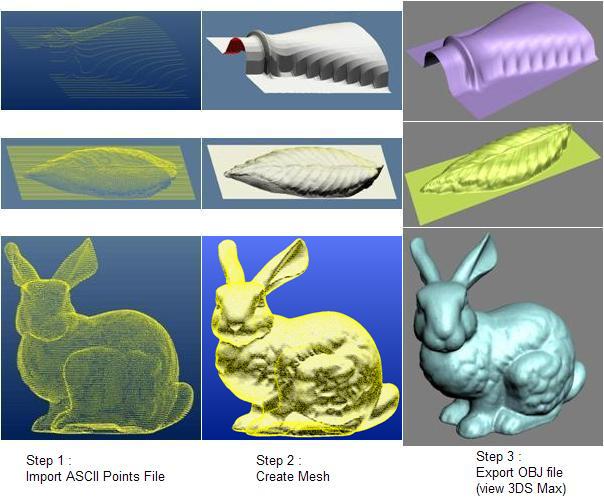 Step 1 :
Import ASCII Points File
Step 2 :
Create Mesh
Step 3 :
Export OBJ file
(view 3DS Max)